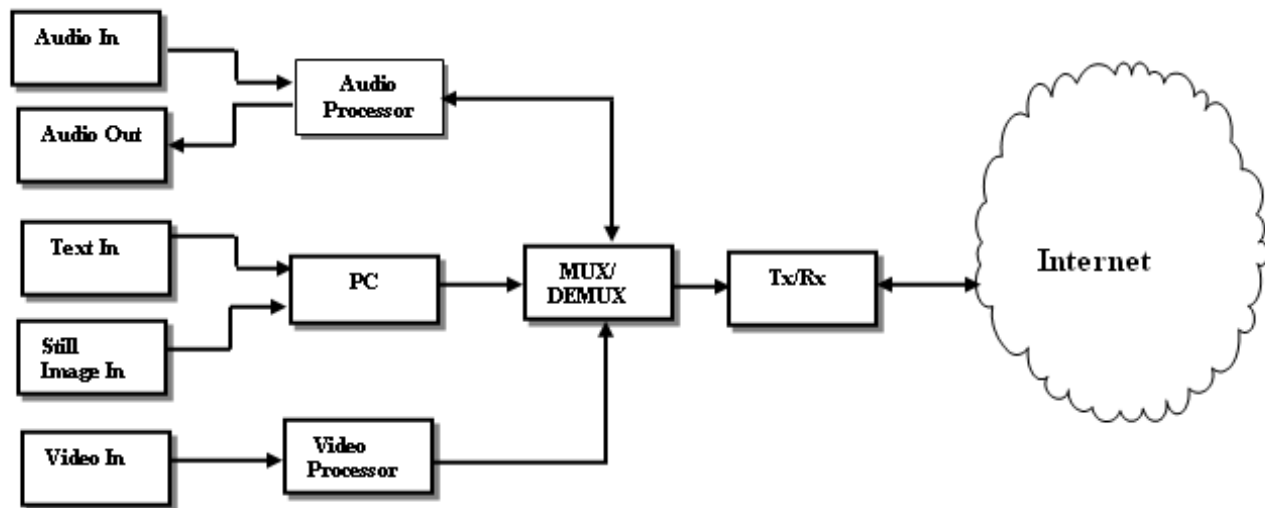 Audio In
Audio
Processor
Audio Out
Text In
PC
MUX/
DEMUX
Tx/Rx
Internet
Still
Image In
Video In
Video
Processor